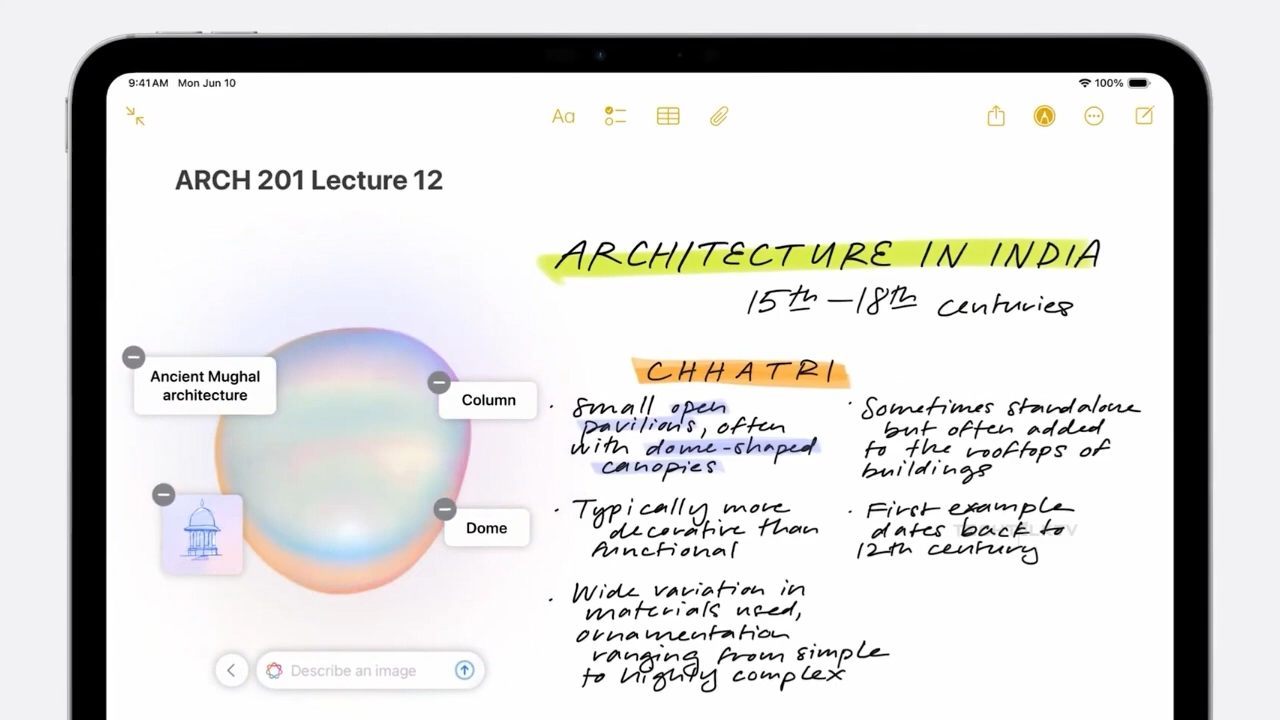 9:41 AM Mon Jun 10
100%
Aa
ARCH 201 Lecture 12
ARCHITECTURE IN INDIA
15th – 18th centuries
Ancient Mughal
architecture
Column
Dome
Describe an image
CHHATRI
· Small open
pavilions, often
with dome-shaped
canopies
· Typically more
decorative than
functional
· Wide variation in
materials used,
ornamentation
ranging from simple
to highly complex
· Sometimes standalone
but often added
to the rooftops of
buildings
· First example
dates back to
12th century